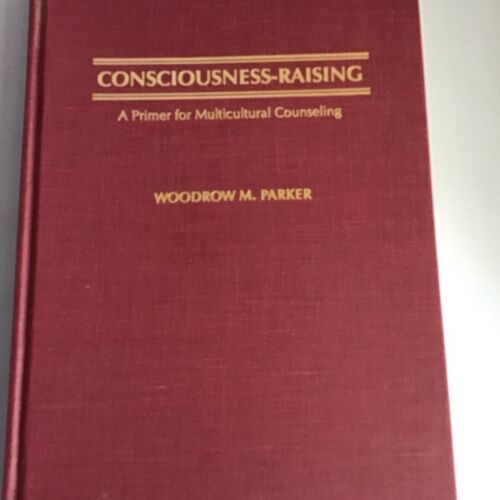 CONSCIOUSNESS-RAISING
A Primer for Multicultural Counseling
WOODROW M. PARKER